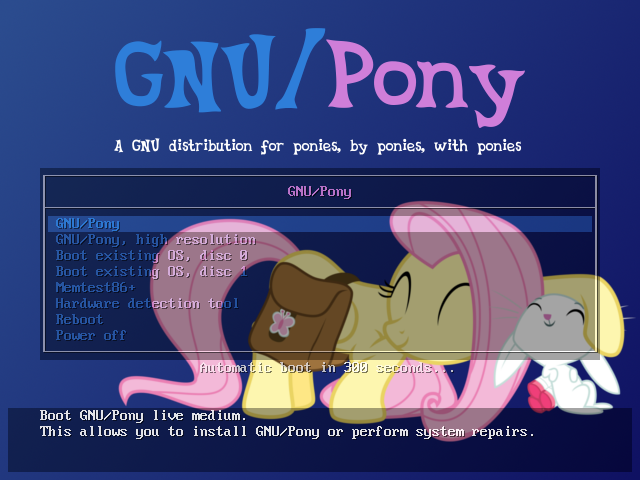 GNU/Pony
A GNU distribution for ponies, by ponies, with ponies
GNU/Pony
GNU/Pony
GNU/Pony, high resolution
Boot existing OS, disc 0
Boot existing OS, disc 1
Memtest86+
Hardware detection tool
Reboot
Power off
Automatic boot in 300 seconds...
Boot GNU/Pony live medium.
This allows you to install GNU/Pony or perform system repairs.